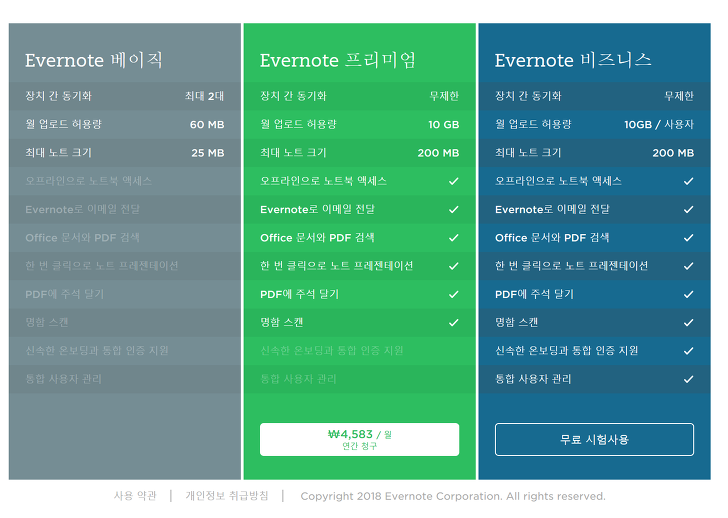 Evernote 베이직
장치 간 동기화 최대 2대
월 업로드 허용량 60 MB
최대 노트 크기 25 MB
오프라인으로 노트북 액세스
Evernote로 이메일 전달
Office 문서와 PDF 검색
한 번 클릭으로 노트 프레젠테이션
PDF에 주석 달기
명함 스캔
신속한 온보딩과 통합 인증 지원
통합 사용자 관리
Evernote 프리미엄
장치 간 동기화 무제한
월 업로드 허용량 10 GB
최대 노트 크기 200 MB
오프라인으로 노트북 액세스
Evernote로 이메일 전달
Office 문서와 PDF 검색
한 번 클릭으로 노트 프레젠테이션
PDF에 주석 달기
명함 스캔
신속한 온보딩과 통합 인증 지원
통합 사용자 관리
₩4,583 / 월
연간 청구
Evernote 비즈니스
장치 간 동기화 무제한
월 업로드 허용량 10GB / 사용자
최대 노트 크기 200 MB
오프라인으로 노트북 액세스
Evernote로 이메일 전달
Office 문서와 PDF 검색
한 번 클릭으로 노트 프레젠테이션
PDF에 주석 달기
명함 스캔
신속한 온보딩과 통합 인증 지원
통합 사용자 관리
무료 시험사용
사용 약관 | 개인정보 취급방침 | Copyright 2018 Evernote Corporation. All rights reserved.